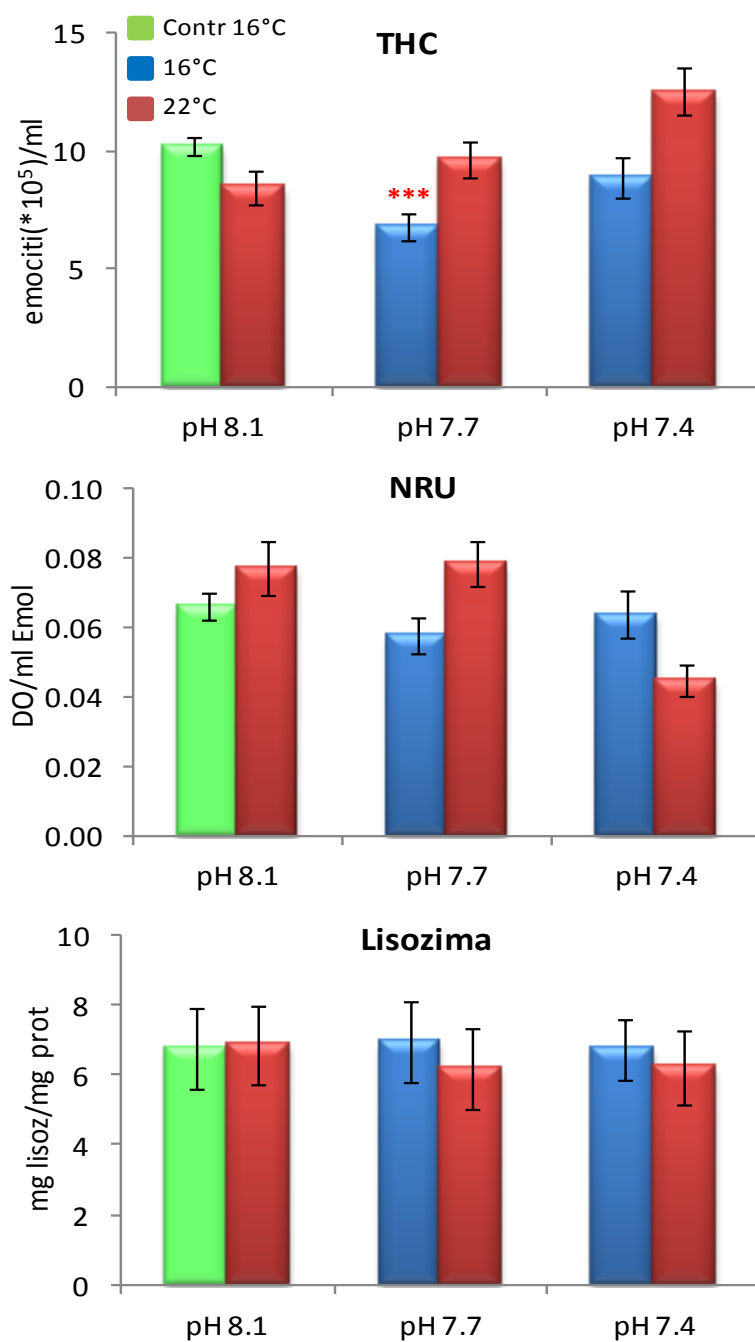 THC
Contr 16°C
16°C
22°C
emociti(*10⁵)/ml
15
10
5
0
***
pH 8.1
pH 7.7
pH 7.4
NRU
DO/ml Emol
0.10
0.08
0.06
0.04
0.02
0.00
pH 8.1
pH 7.7
pH 7.4
Lisozima
mg lisoz/mg prot
10
8
6
4
2
0
pH 8.1
pH 7.7
pH 7.4